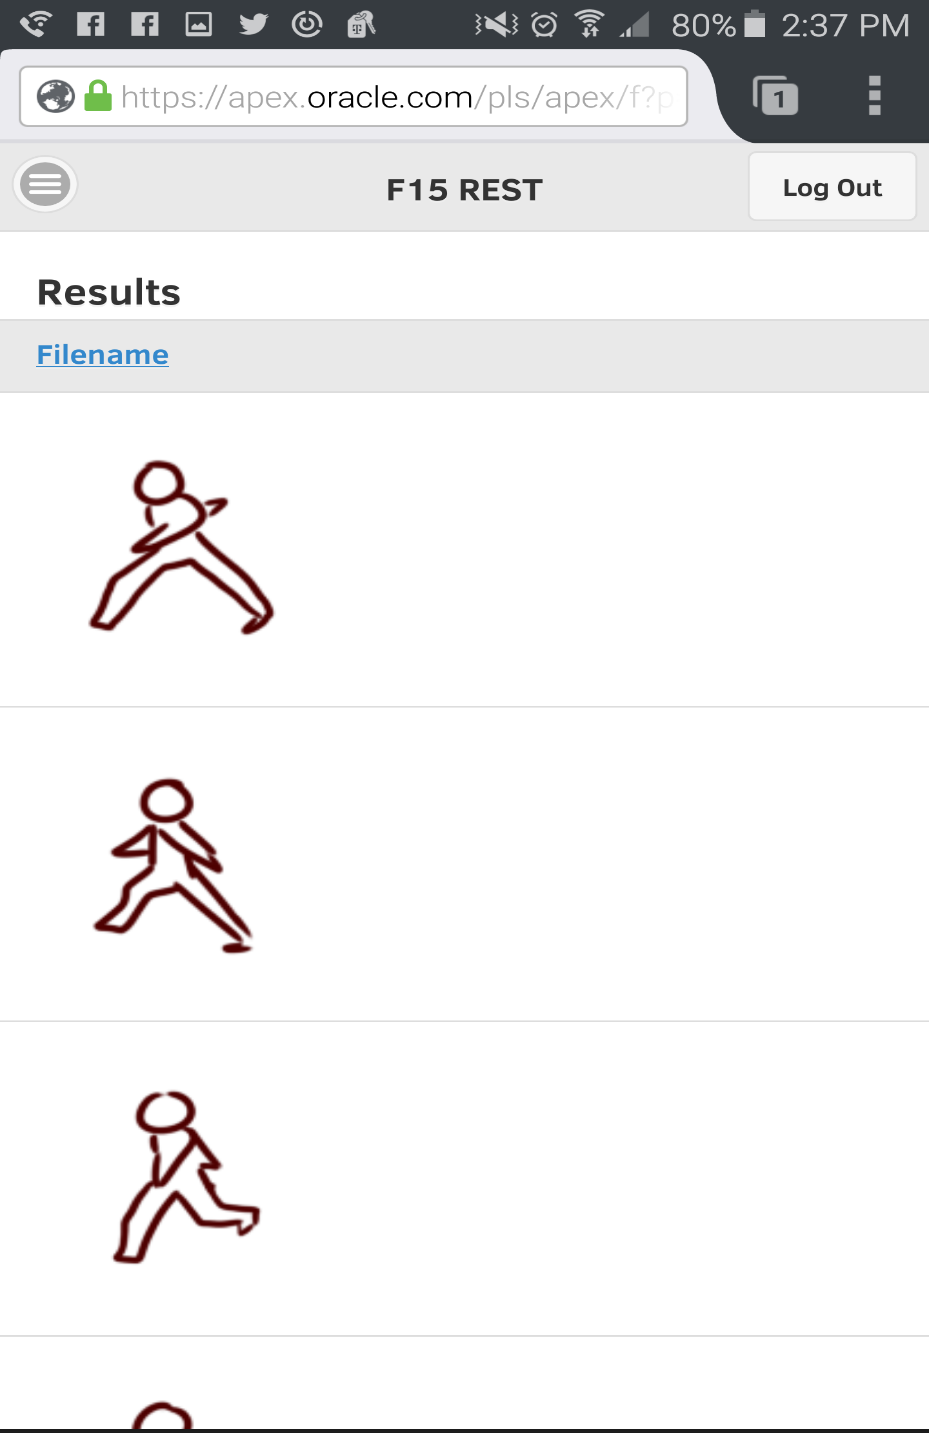 80% 2:37 PM
https://apex.oracle.com/pls/apex/f?p
1
F15 REST
Log Out
Results
Filename